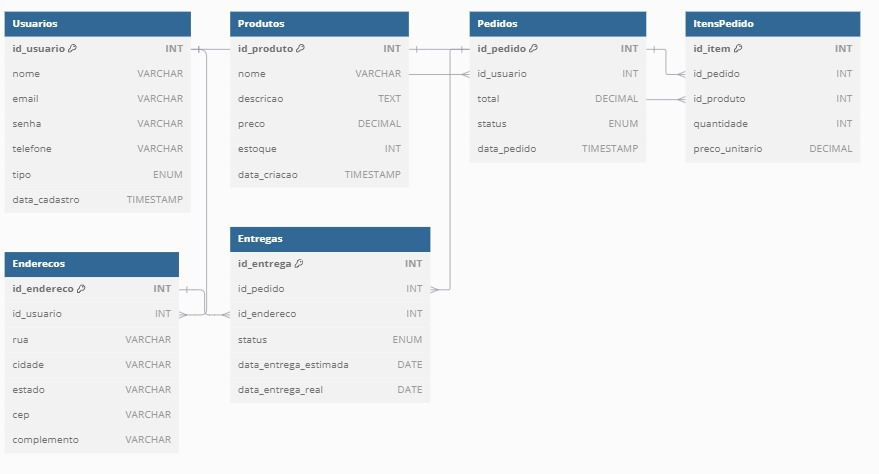 Usuarios
id_usuario INT
nome VARCHAR
email VARCHAR
senha VARCHAR
telefone VARCHAR
tipo ENUM
data_cadastro TIMESTAMP
Produtos
id_produto INT
nome VARCHAR
descricao TEXT
preco DECIMAL
estoque INT
data_criacao TIMESTAMP
Pedidos
id_pedido INT
id_usuario INT
total DECIMAL
status ENUM
data_pedido TIMESTAMP
ItensPedido
id_item INT
id_pedido INT
id_produto INT
quantidade INT
preco_unitario DECIMAL
Enderecos
id_endereco INT
id_usuario INT
rua VARCHAR
cidade VARCHAR
estado VARCHAR
cep VARCHAR
complemento VARCHAR
Entregas
id_entrega INT
id_pedido INT
id_endereco INT
status ENUM
data_entrega_estimada DATE
data_entrega_real DATE